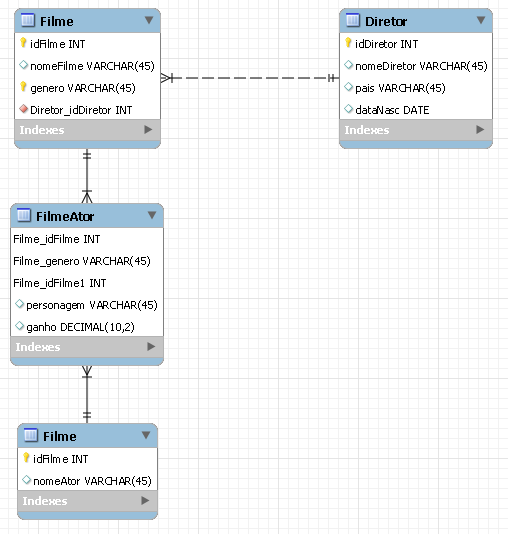 Filme
idFilme INT
nomeFilme VARCHAR(45)
genero VARCHAR(45)
Diretor_idDiretor INT
Indexes
Diretor
idDiretor INT
nomeDiretor VARCHAR(45)
pais VARCHAR(45)
dataNasc DATE
Indexes
FilmeAtor
Filme_idFilme INT
Filme_genero VARCHAR(45)
Filme_idFilme1 INT
personagem VARCHAR(45)
ganho DECIMAL(10,2)
Indexes
Filme
idFilme INT
nomeAtor VARCHAR(45)
Indexes